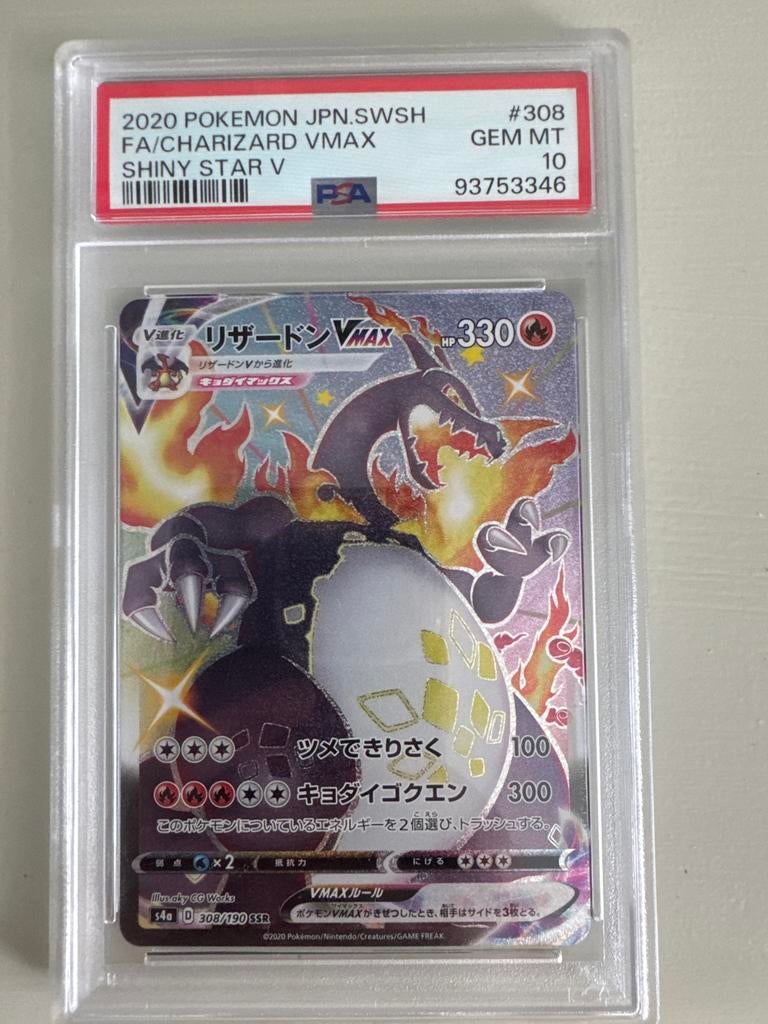 2020 POKEMON JPN.SWSH #308
FA/CHARIZARD VMAX GEM MT
SHINY STAR V 10
PSA 93753346
V進化 リザードンVMAX HP330
リザードンVから進化
キョダイマックス
ツメできりさく 100
キョダイゴクエン 300
このポケモンについているエネルギーを2個選び、トラッシュする。
弱点 ×2 抵抗力 にげる
Illus.aky CG Works
VMAXルール
s4a D 308/190 SSR
ポケモンVMAXがきぜつしたとき、相手はサイドを3枚とる。
©2020 Pokémon/Nintendo/Creatures/GAME FREAK.